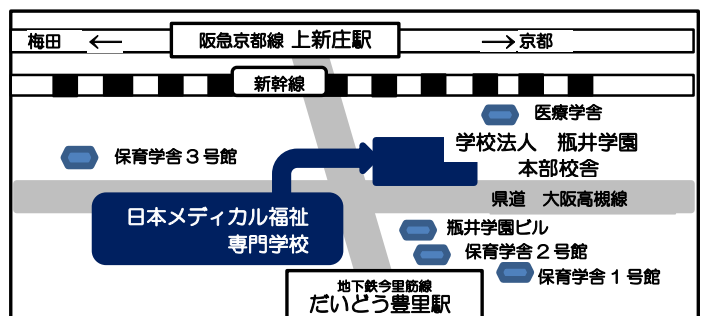 梅田 ←
阪急京都線 上新庄駅
→ 京都
新幹線
医療学舎
学校法人 瓶井学園
本部校舎
保育学舎３号館
県道 大阪高槻線
日本メディカル福祉
専門学校
瓶井学園ビル
保育学舎２号館
保育学舎１号館
地下鉄今里筋線
だいどう豊里駅